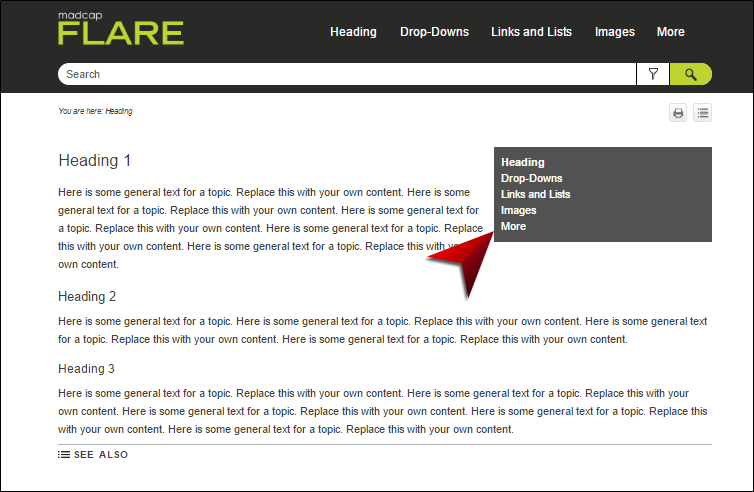 madcap
FLARE
Heading Drop-Downs Links and Lists Images More
Search
You are here: Heading
Heading 1
Here is some general text for a topic. Replace this with your own content. Here is some
general text for a topic. Replace this with your own content. Here is some general text for
a topic. Replace this with your own content. Here is some general text for a topic. Replace
this with your own content. Here is some general text for a topic. Replace this with your
own content.
Heading
Drop-Downs
Links and Lists
Images
More
Heading 2
Here is some general text for a topic. Here is some general text for a topic. Replace this with your own content. Here is some general text
for a topic. Replace this with your own content. Here is some general text for a topic. Replace this with your own content.
Heading 3
Here is some general text for a topic. Replace this with your own content. Here is some general text for a topic. Replace this with your
own content. Here is some general text for a topic. Replace this with your own content. Here is some general text for a topic. Replace this
with your own content. Here is some general text for a topic. Replace this with your own content.
SEE ALSO